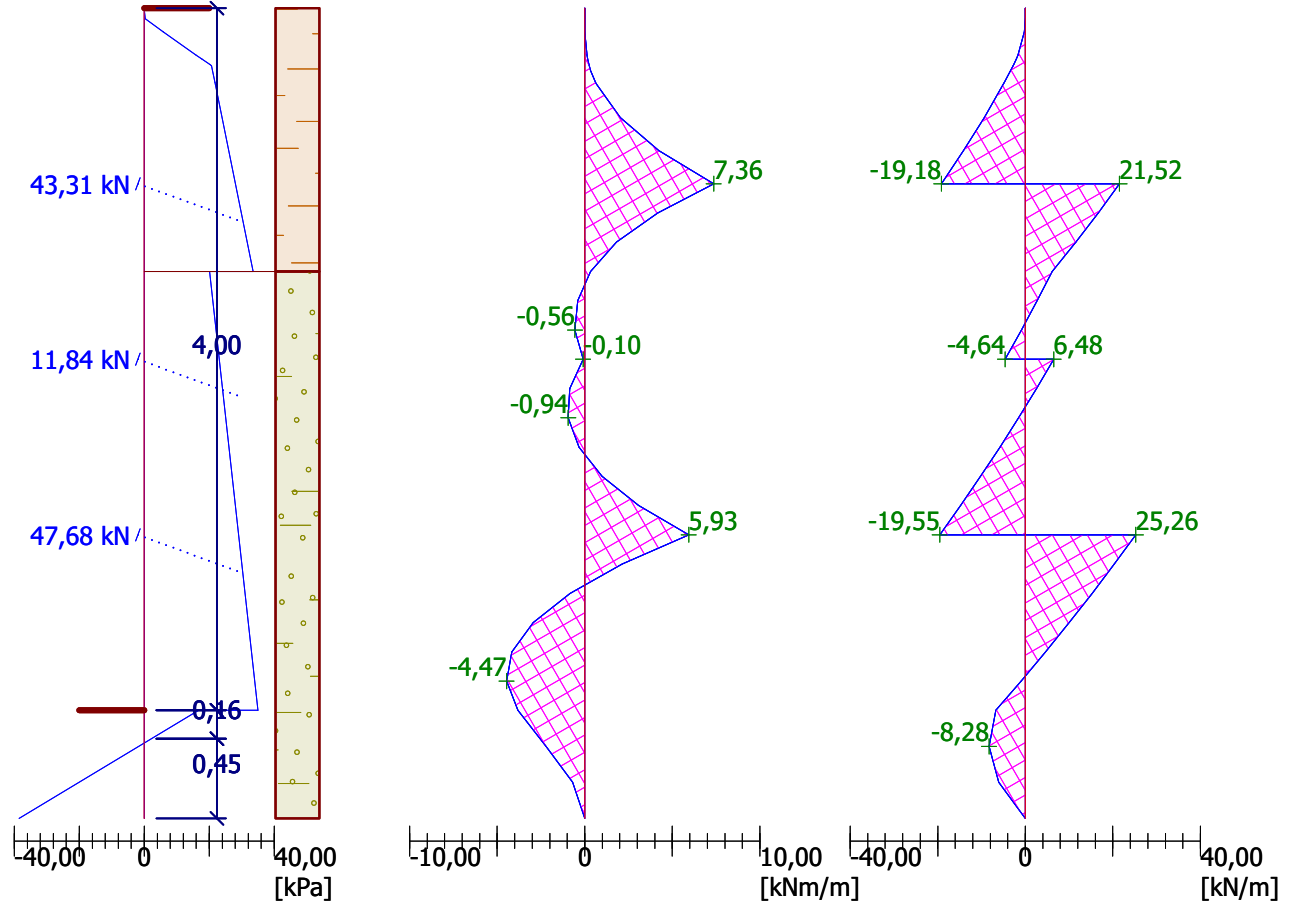 43,31 kN /
7,36
-19,18
21,52
-0,56
-0,10
4,00
11,84 kN /
-4,64
6,48
-0,94
47,68 kN /
5,93
-19,55
25,26
-4,47
0,16
-8,28
0,45
-40,00 0 40,00
[kPa]
-10,00 0 10,00
[kNm/m]
-40,00 0 40,00
[kN/m]